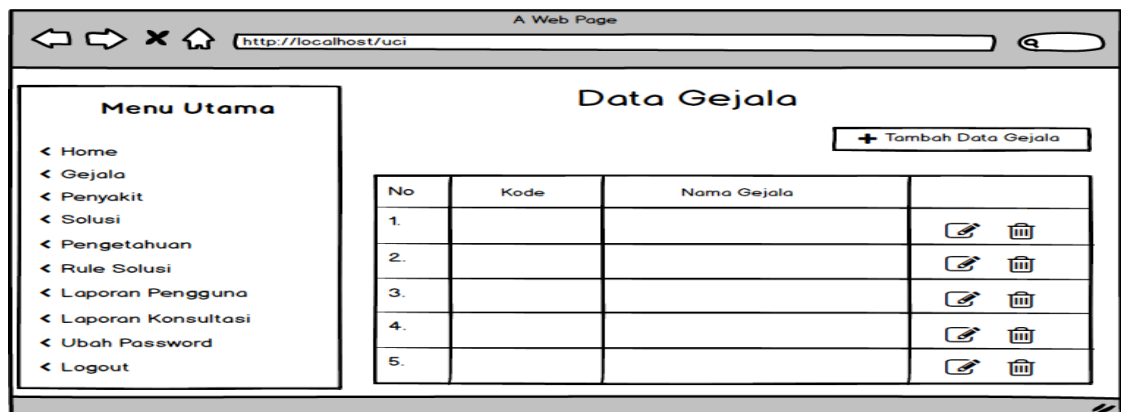 A Web Page
http://localhost/uci
Menu Utama
< Home
< Gejala
< Penyakit
< Solusi
< Pengetahuan
< Rule Solusi
< Laporan Pengguna
< Laporan Konsultasi
< Ubah Password
< Logout
Data Gejala
+ Tambah Data Gejala
No Kode Nama Gejala
1.
2.
3.
4.
5.